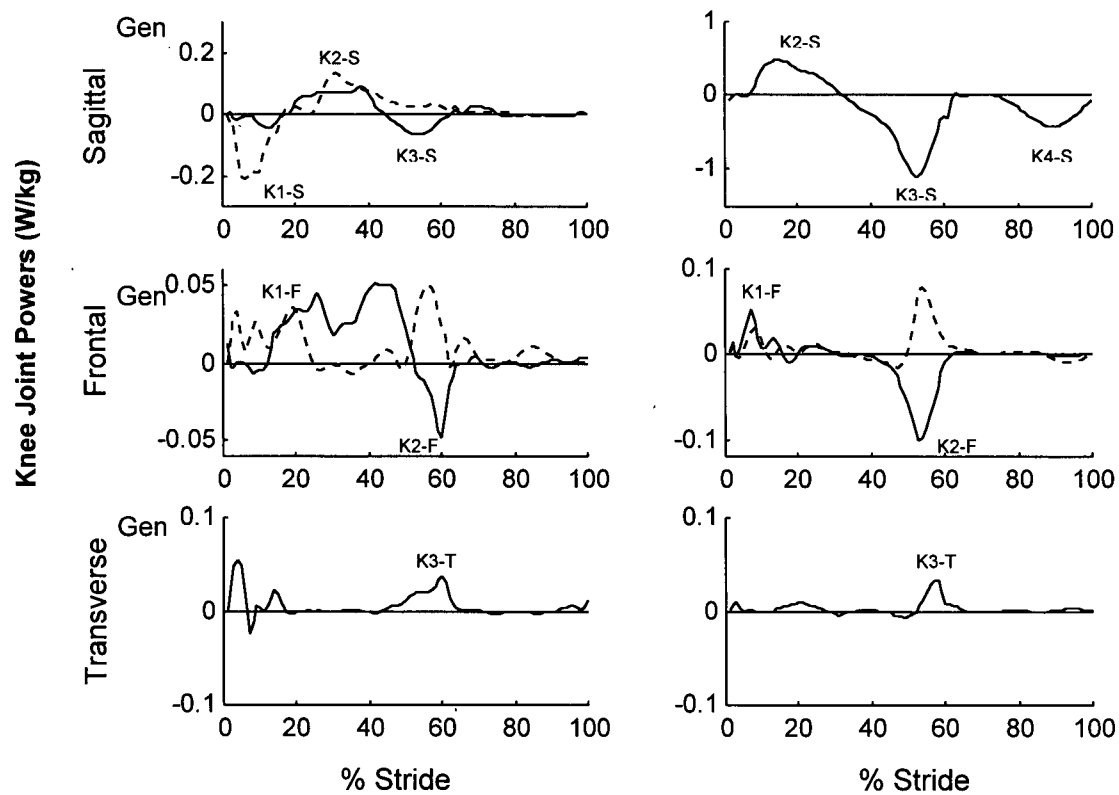 Knee Joint Powers (W/kg)
Sagittal
Gen
0.2
0
-0.2
K1-S
K2-S
K3-S
0 20 40 60 80 100
1
0
-1
K2-S
K3-S
K4-S
0 20 40 60 80 100
Frontal
Gen
0.05
0
-0.05
K1-F
K2-F
0 20 40 60 80 100
0.1
0
-0.1
K1-F
K2-F
0 20 40 60 80 100
Transverse
Gen
0.1
0
-0.1
K3-T
0 20 40 60 80 100
% Stride
0.1
0
-0.1
K3-T
0 20 40 60 80 100
% Stride